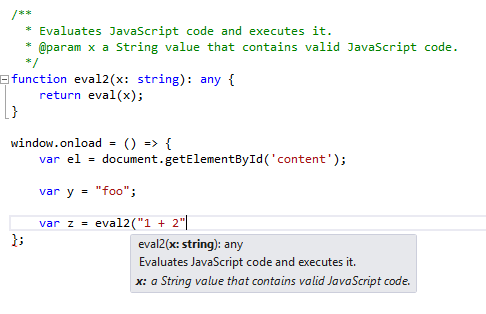 /**
 * Evaluates JavaScript code and executes it.
 * @param x a String value that contains valid JavaScript code.
 */
function eval2(x: string): any {
    return eval(x);
}
window.onload = () => {
    var el = document.getElementById('content');
    var y = "foo";
    var z = eval2("1 + 2"
};
eval2(x: string): any
Evaluates JavaScript code and executes it.
x: a String value that contains valid JavaScript code.